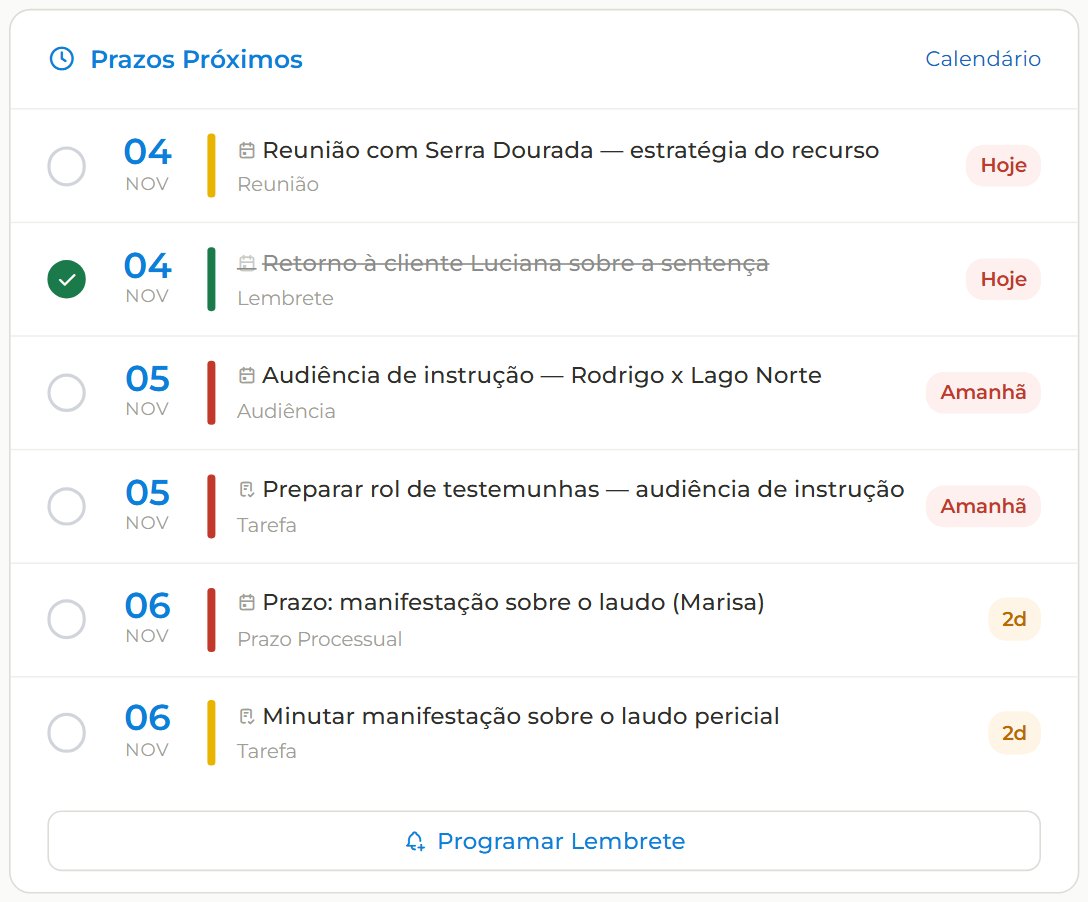 Prazos Próximos
Calendário
04
NOV
Reunião com Serra Dourada — estratégia do recurso
Reunião
Hoje
04
NOV
Retorno à cliente Luciana sobre a sentença
Lembrete
Hoje
05
NOV
Audiência de instrução — Rodrigo x Lago Norte
Audiência
Amanhã
05
NOV
Preparar rol de testemunhas — audiência de instrução
Tarefa
Amanhã
06
NOV
Prazo: manifestação sobre o laudo (Marisa)
Prazo Processual
2d
06
NOV
Minutar manifestação sobre o laudo pericial
Tarefa
2d
Programar Lembrete